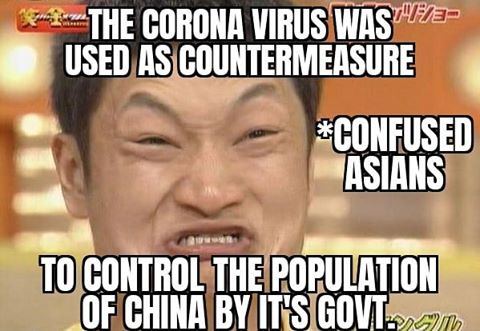 THE CORONA VIRUS WAS
USED AS COUNTERMEASURE
*CONFUSED
ASIANS
TO CONTROL THE POPULATION
OF CHINA BY IT'S GOVT.